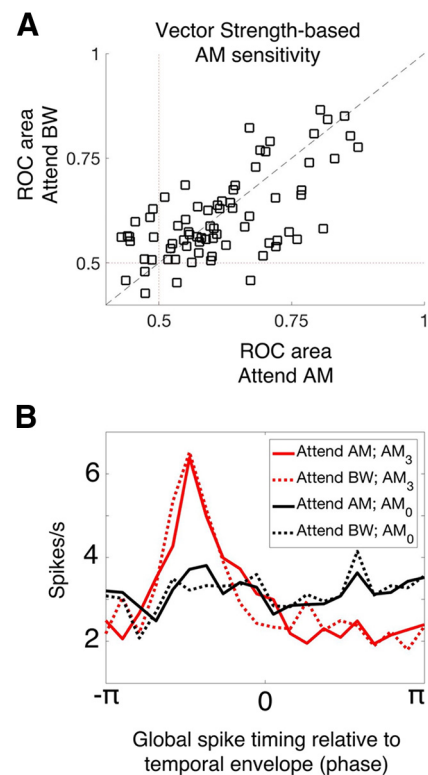 A
Vector Strength-based
AM sensitivity
ROC area
Attend BW
1
0.75
0.5
0.5
0.75
1
ROC area
Attend AM
B
Spikes/s
6
4
2
Attend AM; AM3
Attend BW; AM3
Attend AM; AM0
Attend BW; AM0
-π
0
π
Global spike timing relative to
temporal envelope (phase)